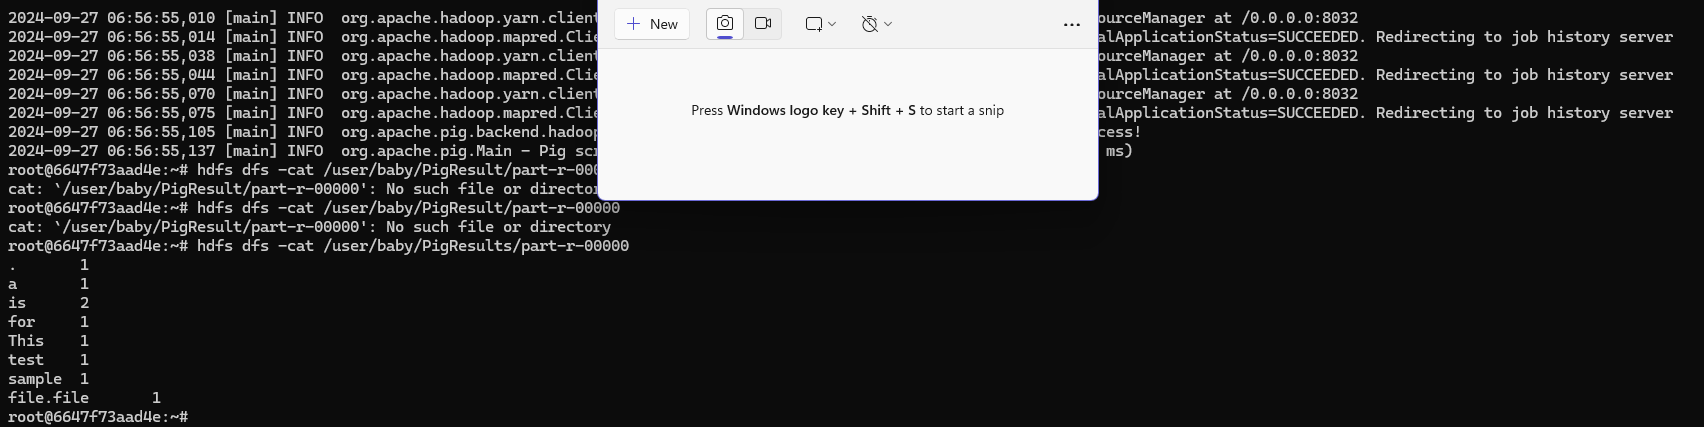 2024-09-27 06:56:55,010 [main] INFO  org.apache.hadoop.yarn.client
ourceManager at /0.0.0.0:8032
2024-09-27 06:56:55,014 [main] INFO  org.apache.hadoop.mapred.Clie
alApplicationStatus=SUCCEEDED. Redirecting to job history server
2024-09-27 06:56:55,038 [main] INFO  org.apache.hadoop.yarn.client
ourceManager at /0.0.0.0:8032
2024-09-27 06:56:55,044 [main] INFO  org.apache.hadoop.mapred.Clie
alApplicationStatus=SUCCEEDED. Redirecting to job history server
2024-09-27 06:56:55,070 [main] INFO  org.apache.hadoop.yarn.client
ourceManager at /0.0.0.0:8032
2024-09-27 06:56:55,075 [main] INFO  org.apache.hadoop.mapred.Clie
alApplicationStatus=SUCCEEDED. Redirecting to job history server
2024-09-27 06:56:55,105 [main] INFO  org.apache.pig.backend.hadoop
cess!
2024-09-27 06:56:55,137 [main] INFO  org.apache.pig.Main - Pig scr
ms)
New
Press Windows logo key + Shift + S to start a snip
root@6647f73aad4e:~# hdfs dfs -cat /user/baby/PigResult/part-r-000
cat: `/user/baby/PigResult/part-r-00000': No such file or director
root@6647f73aad4e:~# hdfs dfs -cat /user/baby/PigResult/part-r-00000
cat: `/user/baby/PigResult/part-r-00000': No such file or directory
root@6647f73aad4e:~# hdfs dfs -cat /user/baby/PigResults/part-r-00000
.       1
a       1
is      2
for     1
This    1
test    1
sample  1
file.file       1
root@6647f73aad4e:~#